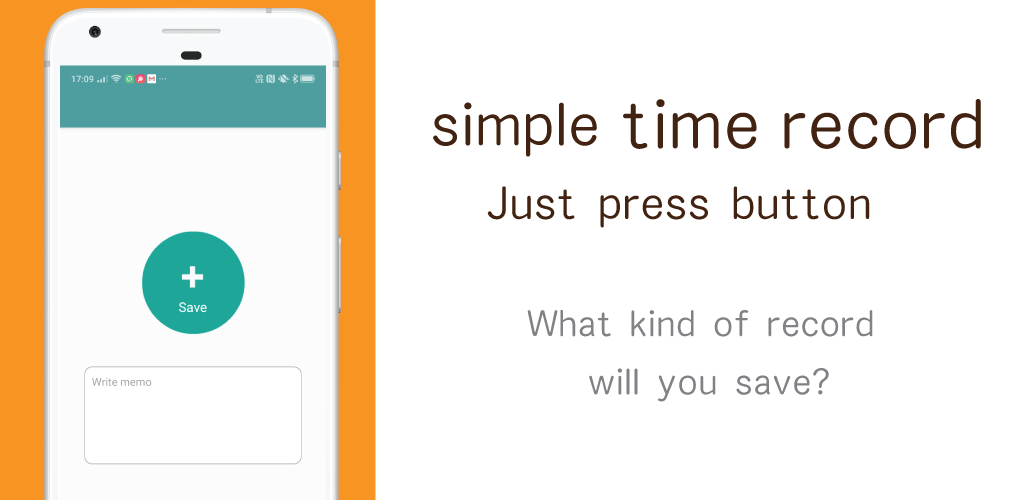 17:09
Save
Write memo
simple time record
Just press button
What kind of record
will you save?